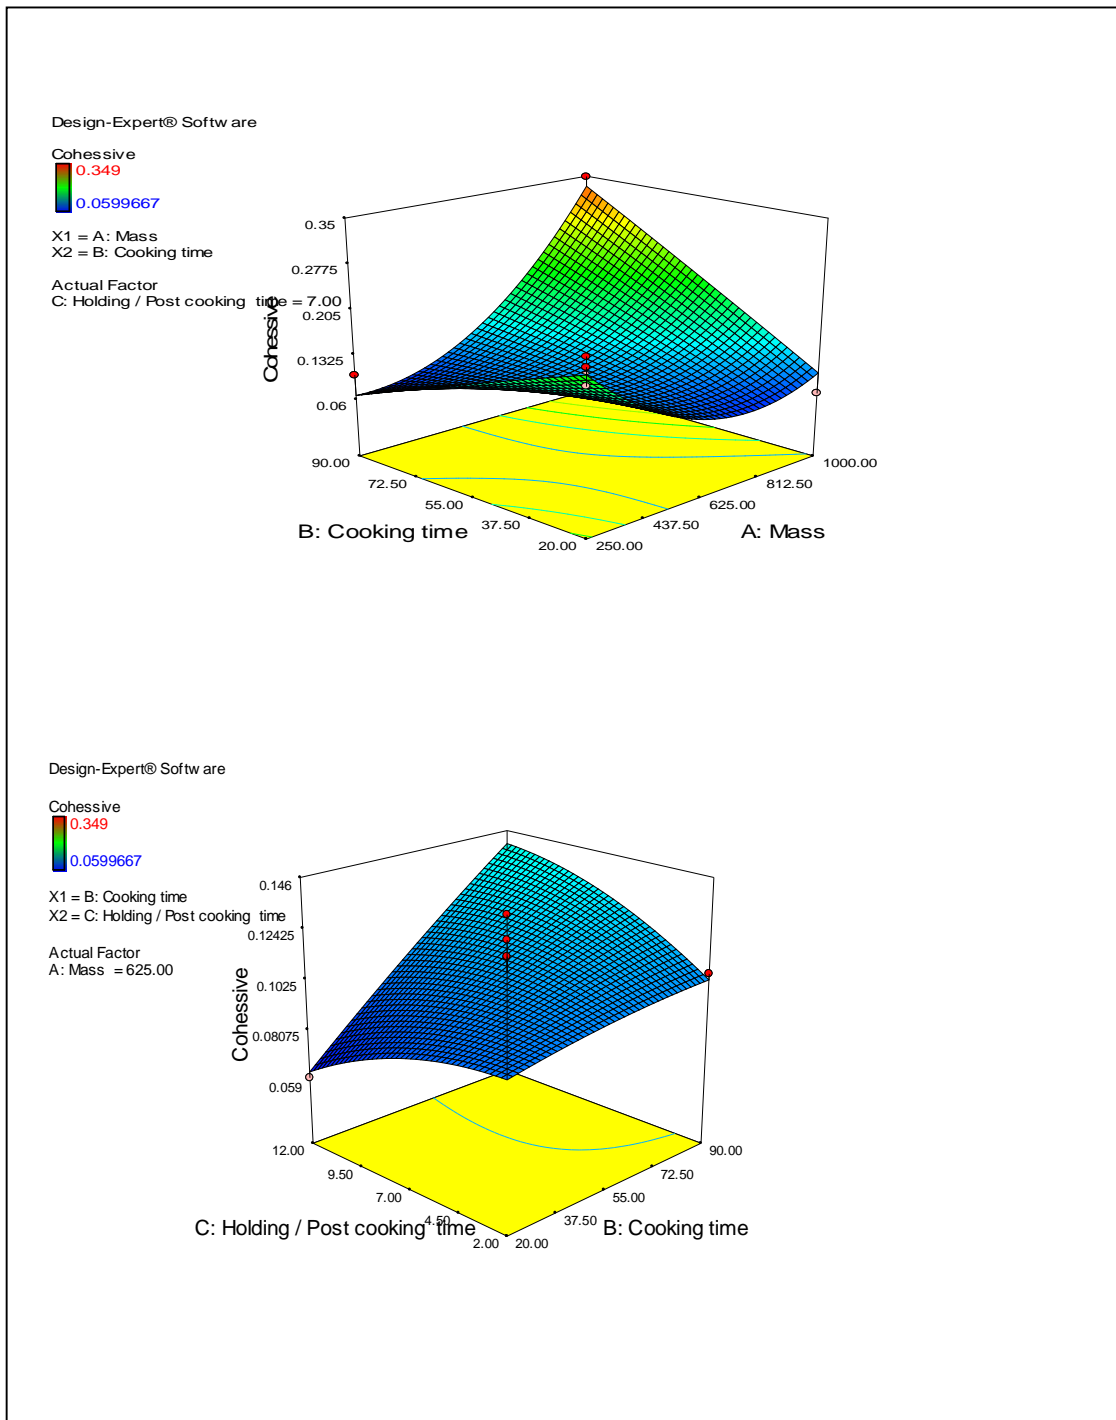 Design-Expert® Softw are
Cohessive
0.349
0.0599667
X1 = A: Mass
X2 = B: Cooking time
Actual Factor
C: Holding / Post cooking time = 7.00
0.35
0.2775
0.205
0.1325
0.06
Cohessive
90.00
72.50
55.00
37.50
20.00
250.00
437.50
625.00
812.50
1000.00
B: Cooking time
A: Mass
Design-Expert® Softw are
Cohessive
0.349
0.0599667
X1 = B: Cooking time
X2 = C: Holding / Post cooking time
Actual Factor
A: Mass = 625.00
0.146
0.12425
0.1025
0.08075
0.059
Cohessive
12.00
9.50
7.00
4.50
2.00
20.00
37.50
55.00
72.50
90.00
C: Holding / Post cooking time
B: Cooking time